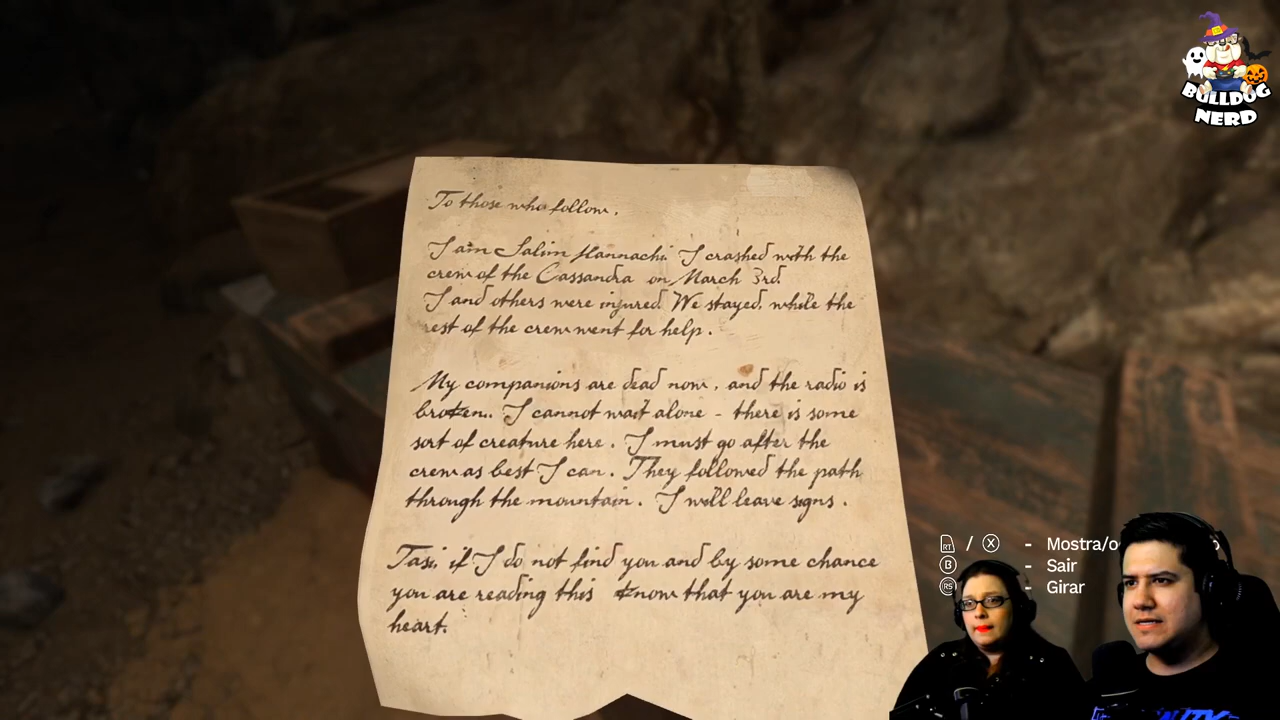 BULLDOG
NERD
To those who follow,
I am Salim Hannachi. I crashed with the
crew of the Cassandra on March 3rd.
I and others were injured. We stayed, while the
rest of the crew went for help.
My companions are dead now, and the radio is
broken. I cannot wait alone - there is some
sort of creature here. I must go after the
crew as best I can. They followed the path
through the mountain. I will leave signs.
Tasi, if I do not find you and by some chance
you are reading this know that you are my
heart.
RT / X - Mostra/o
B - Sair
RS - Girar